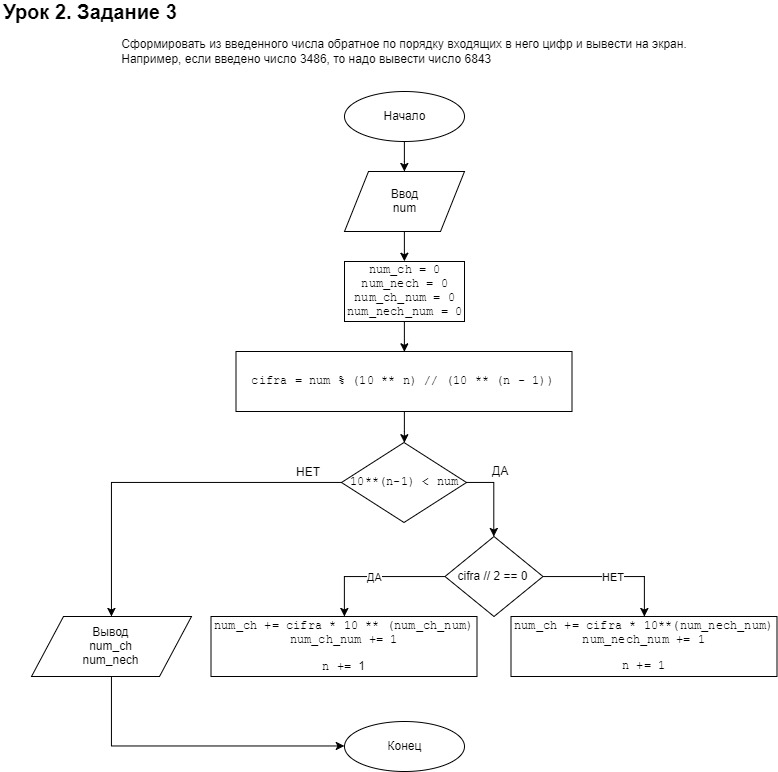 Урок 2. Задание 3
Сформировать из введенного числа обратное по порядку входящих в него цифр и вывести на экран.
Например, если введено число 3486, то надо вывести число 6843
Начало
Ввод
num
num_ch = 0
num_nech = 0
num_ch_num = 0
num_nech_num = 0
cifra = num % (10 ** n) // (10 ** (n - 1))
НЕТ
ДА
10**(n-1) < num
ДА
cifra // 2 == 0
НЕТ
Вывод
num_ch
num_nech
num_ch += cifra * 10 ** (num_ch_num)
num_ch_num += 1
n += 1
num_ch += cifra * 10**(num_nech_num)
num_nech_num += 1
n += 1
Конец